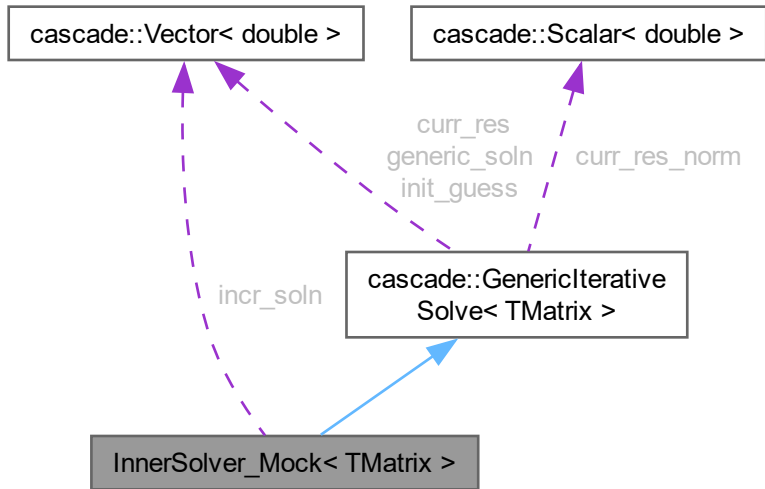 cascade::Vector< double >
cascade::Scalar< double >
curr_res
generic_soln
init_guess
curr_res_norm
cascade::GenericIterative
Solve< TMatrix >
incr_soln
InnerSolver_Mock< TMatrix >